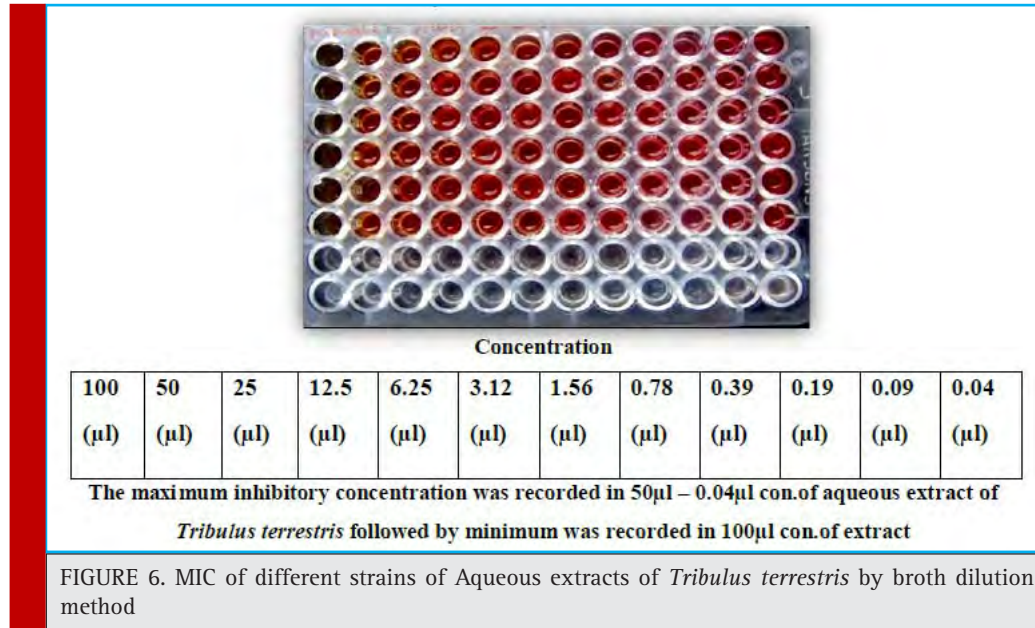 Concentration
100 50 25 12.5 6.25 3.12 1.56 0.78 0.39 0.19 0.09 0.04
(µl) (µl) (µl) (µl) (µl) (µl) (µl) (µl) (µl) (µl) (µl) (µl)
The maximum inhibitory concentration was recorded in 50µl – 0.04µl con.of aqueous extract of
Tribulus terrestris followed by minimum was recorded in 100µl con.of extract
FIGURE 6. MIC of different strains of Aqueous extracts of Tribulus terrestris by broth dilution
method